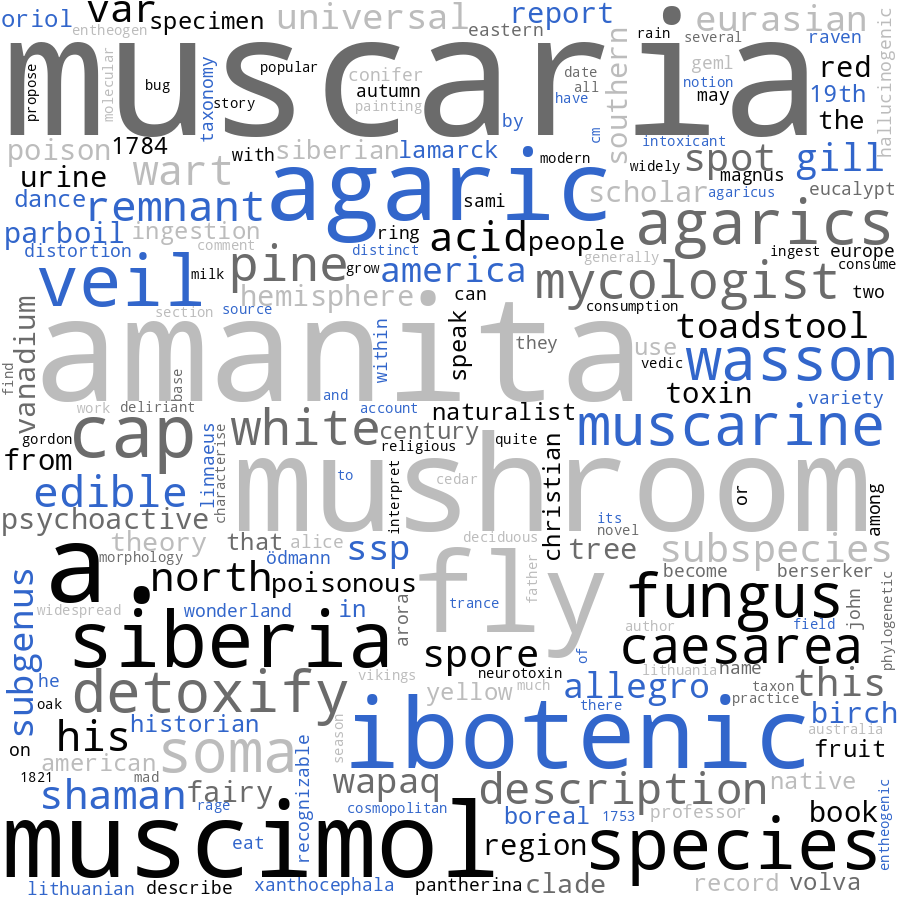 oriol
var
specimen
entheogen
universal
eastern
report
rain
several
eurasian
raven
hallucinogenic
muscaria
propose
molecular
bug
taxonomy
story
popular
conifer
autumn
painting
date
all
have
cm
by
southern
geml
notion
may
red
19th
the
intoxicant
poison
1784
wart
with
siberian
lamarck
modern
widely
spot
magnus
gill
urine
dance
remnant
agaric
sami
scholar
agaricus
eucalypt
parboil
ingestion
distortion
comment
ring
distinct
acid
people
agarics
generally
ingest
europe
consume
veil
milk
pine
grow
america
mycologist
two
hemisphere
section
source
can
consumption
vanadium
amanita
within
speak
they
toadstool
use
vedic
wasson
find
base
and
toxin
variety
work
deliriant
account
naturalist
muscarine
gordon
cap
linnaeus
characterise
white
century
religious
quite
from
edible
to
interpret
mushroom
cedar
christian
or
among
psychoactive
its
novel
theory
that
alice
deciduous
morphology
ödmann
ssp
tree
subspecies
a.
north
poisonous
fly
father
become
berserker
phylogenetic
subgenus
widespread
wonderland
in
arora
trance
fungus
john
author
field
siberia
spore
of
caesarea
he
oak
detoxify
vikings
neurotoxin
yellow
much
allegro
there
lithuania
name
taxon
practice
this
birch
on
his
historian
season
ibotenic
australia
american
soma
recognizable
fruit
1821
mad
shaman
rage
fairy
wapaq
description
native
entheogenic
cosmopolitan
boreal
1753
professor
book
muscimol
eat
region
species
lithuanian
describe
xanthocephala
pantherina
clade
record
volva